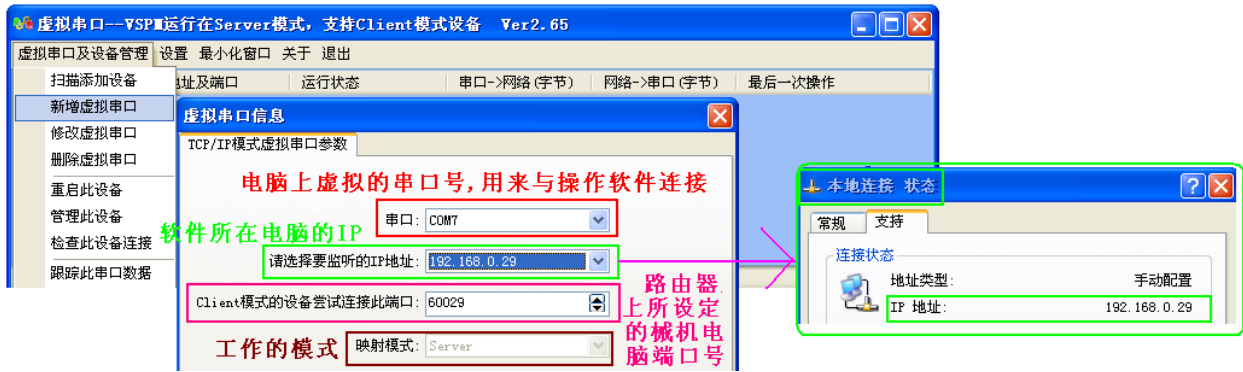 虚拟串口--VSPM运行在Server模式，支持Client模式设备 Ver2.65
虚拟串口及设备管理 设置 最小化窗口 关于 退出
扫描添加设备
址及端口 运行状态 串口->网络(字节) 网络->串口(字节) 最后一次操作
新增虚拟串口
修改虚拟串口
删除虚拟串口
重启此设备
管理此设备
检查此设备连接
跟踪此串口数据
虚拟串口信息
TCP/IP模式虚拟串口参数
电脑上虚拟的串口号,用来与操作软件连接
串口: COM7
软件所在电脑的IP
请选择要监听的IP地址: 192.168.0.29
Client模式的设备尝试连接此端口: 60029
路由器
上所设定
的械机电
脑端口号
工作的模式
映射模式: Server
本地连接 状态
常规 支持
连接状态
地址类型: 手动配置
IP 地址: 192.168.0.29